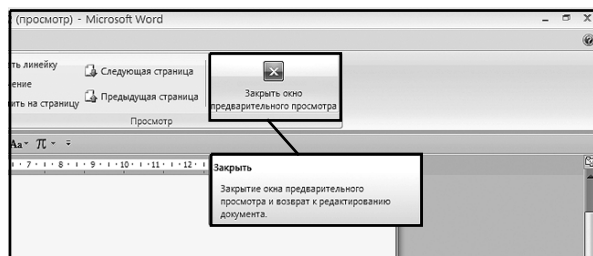 (просмотр) - Microsoft Word
ть линейку
Следующая страница
ение
ить на страницу
Предыдущая страница
Закрыть окно
предварительного просмотра
Просмотр
Aa π
7 · 8 · 9 · 10 · 11 · 12
Закрыть
Закрытие окна предварительного
просмотра и возврат к редактированию
документа.